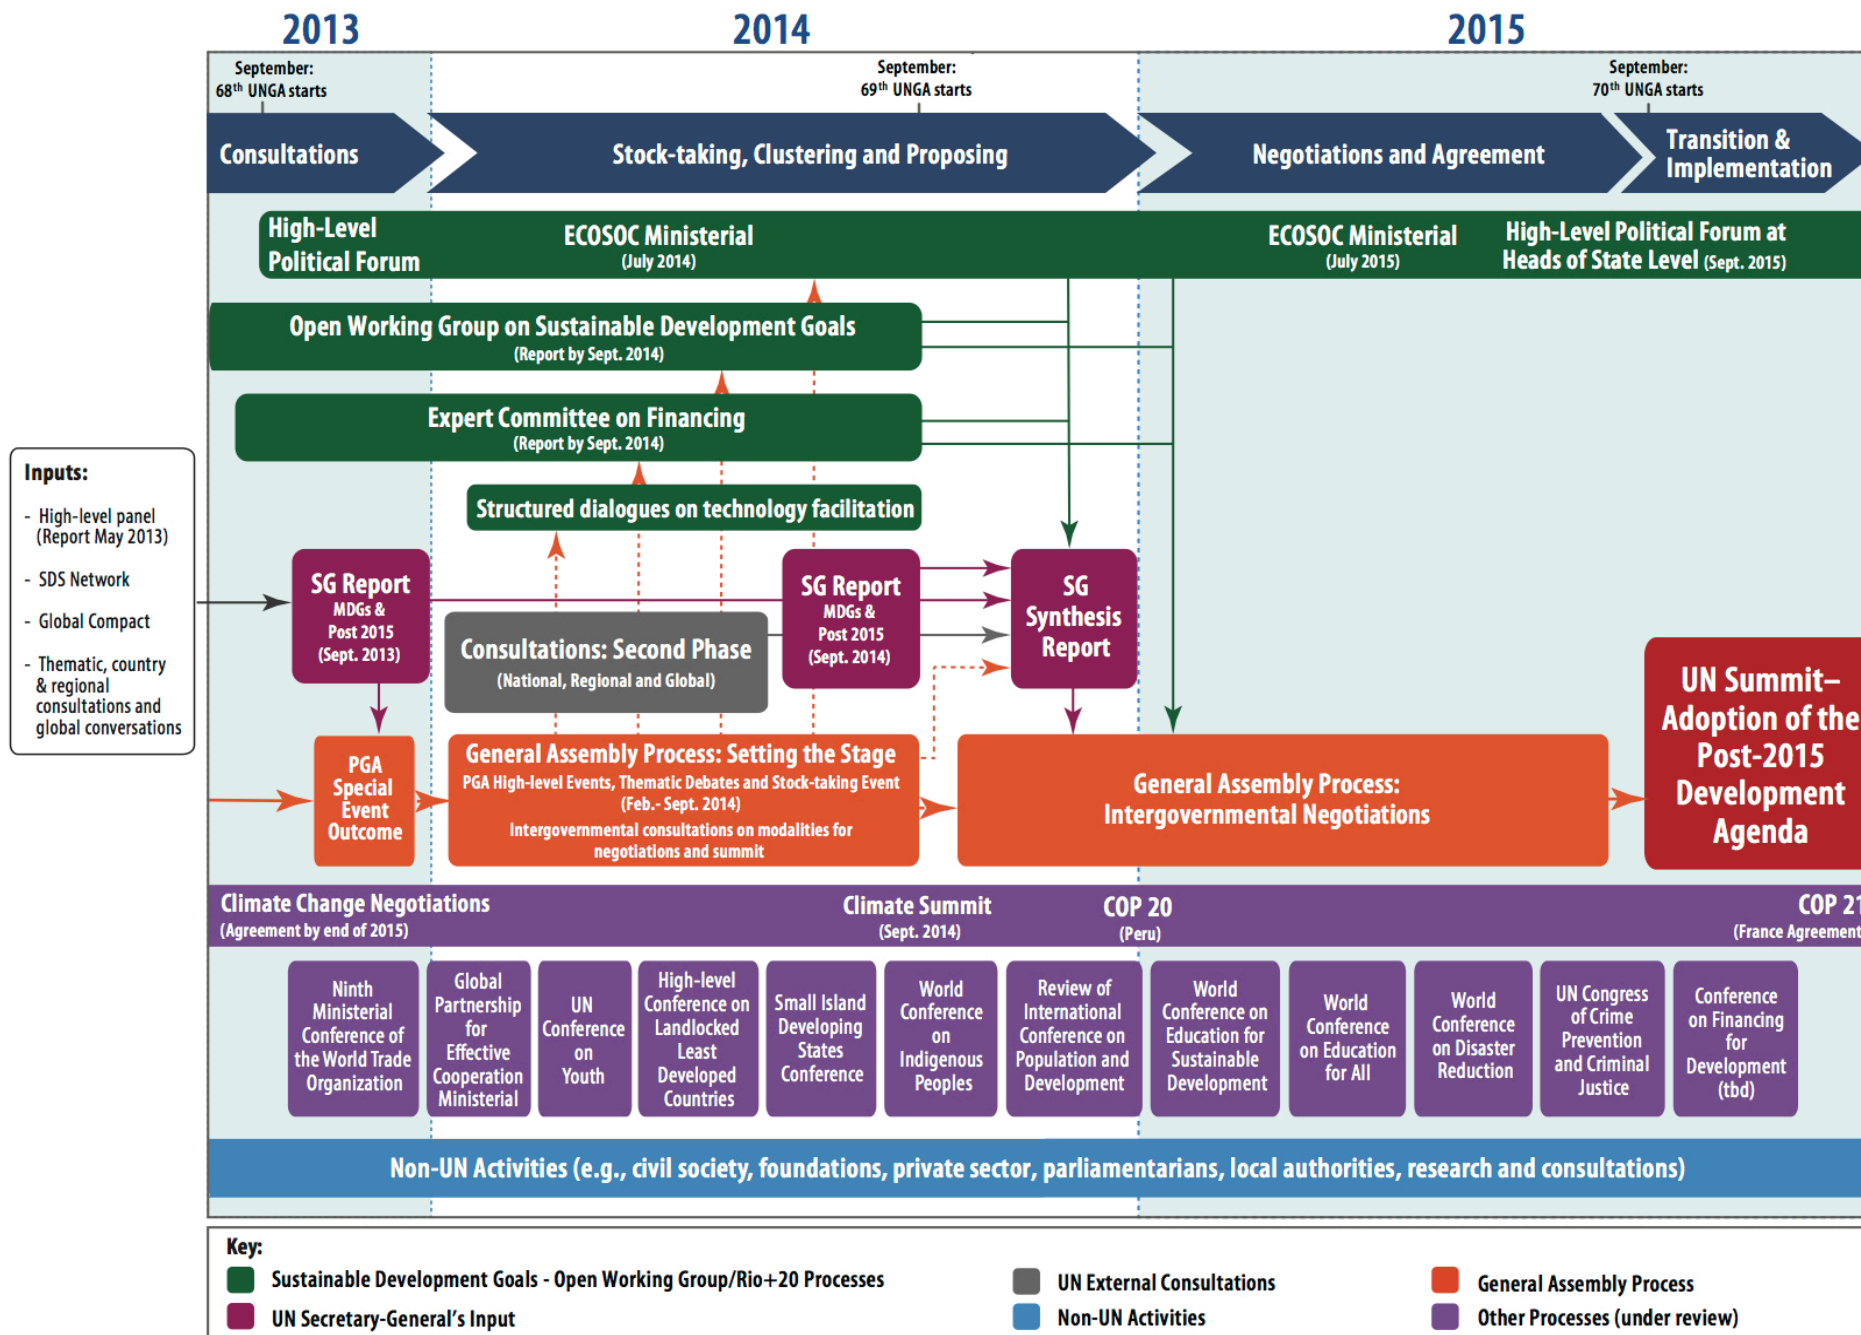 2013
2014
2015
September:
68th UNGA starts
September:
69th UNGA starts
September:
70th UNGA starts
Consultations
Stock-taking, Clustering and Proposing
Negotiations and Agreement
Transition &
Implementation
High-Level
Political Forum
ECOSOC Ministerial
(July 2014)
ECOSOC Ministerial
(July 2015)
High-Level Political Forum at
Heads of State Level (Sept. 2015)
Open Working Group on Sustainable Development Goals
(Report by Sept. 2014)
Expert Committee on Financing
(Report by Sept. 2014)
Structured dialogues on technology facilitation
Inputs:
- High-level panel
(Report May 2013)
- SDS Network
- Global Compact
- Thematic, country
& regional
consultations and
global conversations
SG Report
MDGs &
Post 2015
(Sept. 2013)
Consultations: Second Phase
(National, Regional and Global)
SG Report
MDGs &
Post 2015
(Sept. 2014)
SG
Synthesis
Report
PGA
Special
Event
Outcome
General Assembly Process: Setting the Stage
PGA High-level Events, Thematic Debates and Stock-taking Event
(Feb.- Sept. 2014)
Intergovernmental consultations on modalities for
negotiations and summit
General Assembly Process:
Intergovernmental Negotiations
UN Summit–
Adoption of the
Post-2015
Development
Agenda
Climate Change Negotiations
(Agreement by end of 2015)
Climate Summit
(Sept. 2014)
COP 20
(Peru)
COP 21
(France Agreement
Ninth
Ministerial
Conference of
the World Trade
Organization
Global
Partnership
for
Effective
Cooperation
Ministerial
UN
Conference
on
Youth
High-level
Conference on
Landlocked
Least
Developed
Countries
Small Island
Developing
States
Conference
World
Conference
on
Indigenous
Peoples
Review of
International
Conference on
Population and
Development
World
Conference on
Education for
Sustainable
Development
World
Conference
on Education
for All
World
Conference
on Disaster
Reduction
UN Congress
of Crime
Prevention
and Criminal
Justice
Conference
on Financing
for
Development
(tbd)
Non-UN Activities (e.g., civil society, foundations, private sector, parliamentarians, local authorities, research and consultations)
Key:
Sustainable Development Goals - Open Working Group/Rio+20 Processes
UN Secretary-General's Input
UN External Consultations
Non-UN Activities
General Assembly Process
Other Processes (under review)